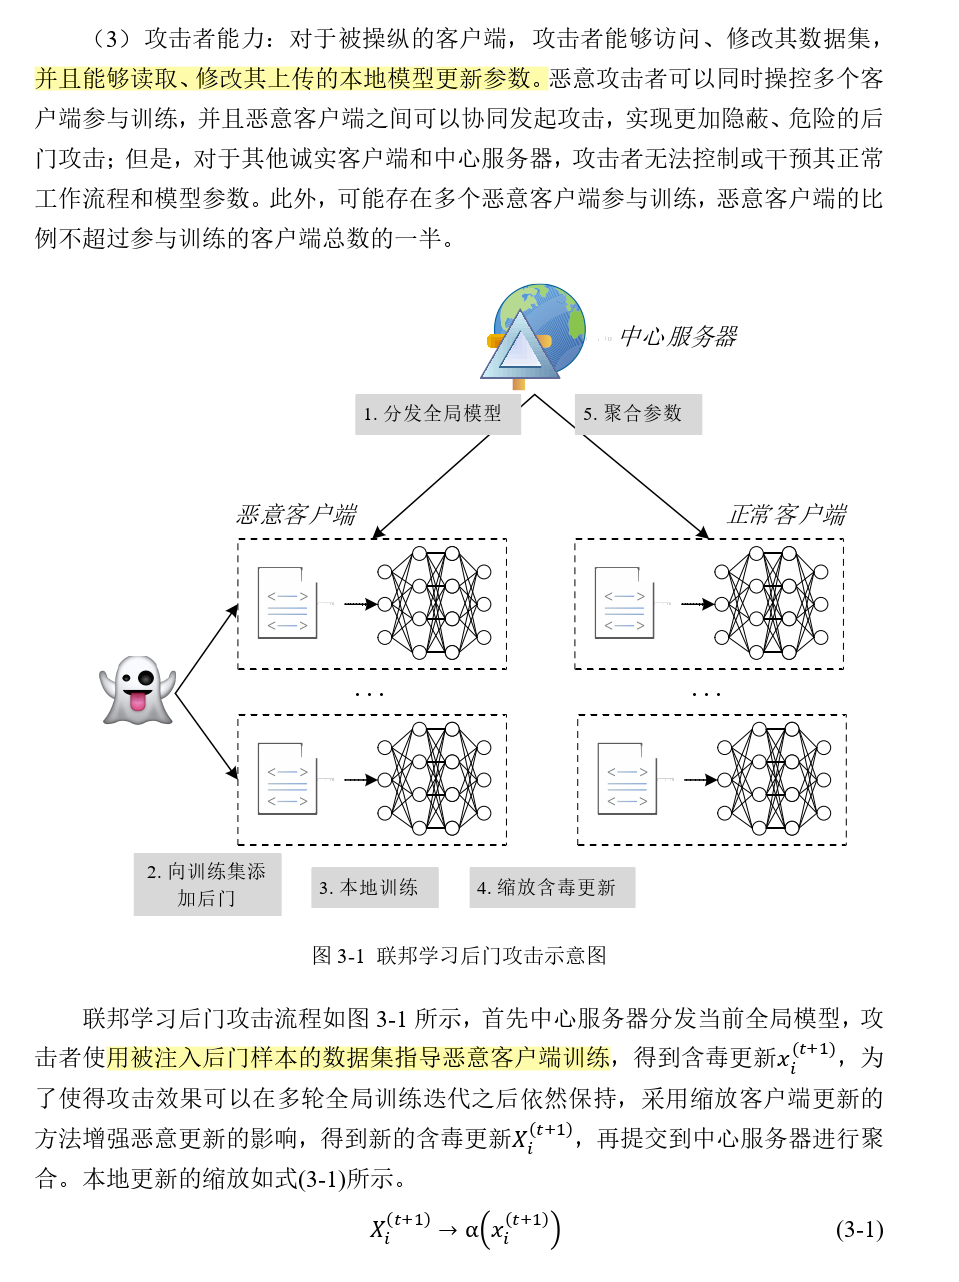 （3）攻击者能力：对于被操纵的客户端，攻击者能够访问、修改其数据集，
并且能够读取、修改其上传的本地模型更新参数。恶意攻击者可以同时操控多个客
户端参与训练，并且恶意客户端之间可以协同发起攻击，实现更加隐蔽、危险的后
门攻击；但是，对于其他诚实客户端和中心服务器，攻击者无法控制或干预其正常
工作流程和模型参数。此外，可能存在多个恶意客户端参与训练，恶意客户端的比
例不超过参与训练的客户端总数的一半。
中心服务器
1. 分发全局模型
5. 聚合参数
恶意客户端
正常客户端
...
...
2. 向训练集添
加后门
3. 本地训练
4. 缩放含毒更新
图 3-1 联邦学习后门攻击示意图
联邦学习后门攻击流程如图 3-1 所示，首先中心服务器分发当前全局模型，攻
击者使用被注入后门样本的数据集指导恶意客户端训练，得到含毒更新$x_i^{(t+1)}$，为
了使得攻击效果可以在多轮全局训练迭代之后依然保持，采用缩放客户端更新的
方法增强恶意更新的影响，得到新的含毒更新$X_i^{(t+1)}$，再提交到中心服务器进行聚
合。本地更新的缩放如式(3-1)所示。
$X_i^{(t+1)} → α(x_i^{(t+1)})$ (3-1)